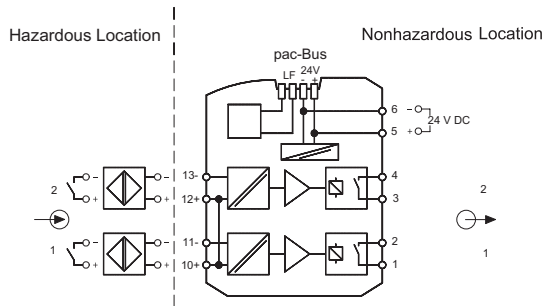 Hazardous Location
Nonhazardous Location
pac-Bus
LF 24V
- +
6 -
24 V DC
5 +
- - 13- 4
2 + + 12+ 3 2
- - 11- 2
1 + + 10+ 1 1